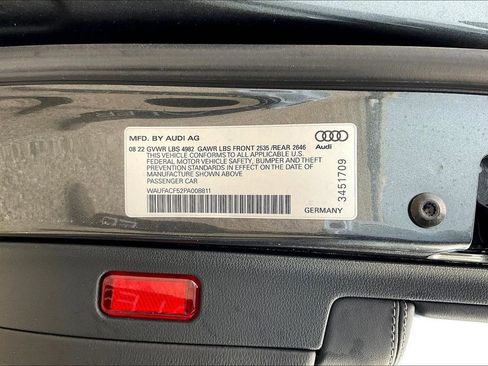 MFD. BY AUDI AG
08 22 GVWR LBS 4982 GAWR LBS FRONT 2535 /REAR 2646
THIS VEHICLE CONFORMS TO ALL APPLICABLE U.S.
FEDERAL MOTOR VEHICLE SAFETY, BUMPER AND THEFT
PREVENTION STANDARDS IN EFFECT ON THE DATE OF
MANUFACTURE SHOWN ABOVE.
PASSENGER CAR
WAUFACF52PA008811
Audi
3451709
GERMANY